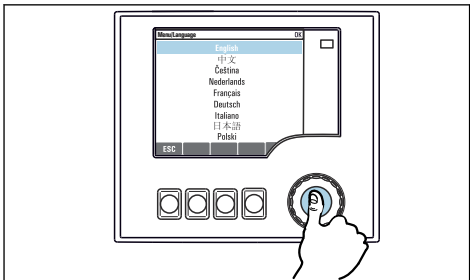 Menu/Language OK
English
中文
Čeština
Nederlands
Français
Deutsch
Italiano
日本語
Polski
ESC